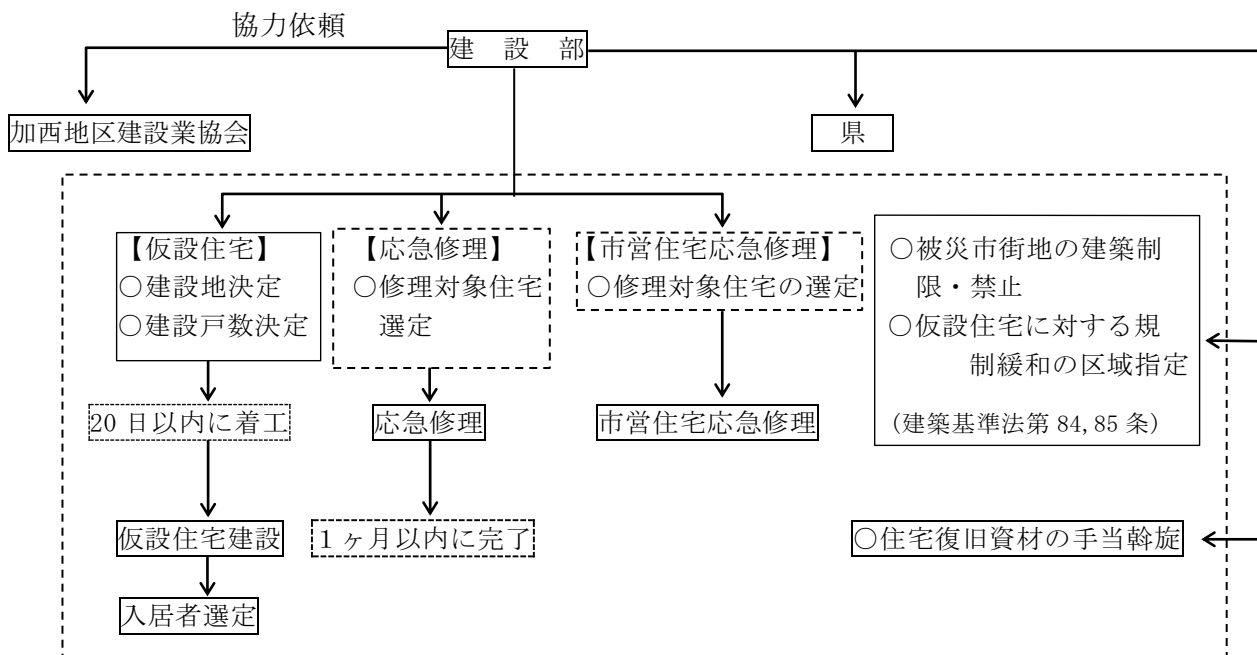 協力依頼
建 設 部
加西地区建設業協会
県
【仮設住宅】
○建設地決定
○建設戸数決定
【応急修理】
○修理対象住宅
選定
【市営住宅応急修理】
○修理対象住宅の選定
○被災市街地の建築制
限・禁止
○仮設住宅に対する規
制緩和の区域指定
(建築基準法第 84,85 条)
20 日以内に着工
応急修理
市営住宅応急修理
仮設住宅建設
1ヶ月以内に完了
○住宅復旧資材の手当斡旋
入居者選定